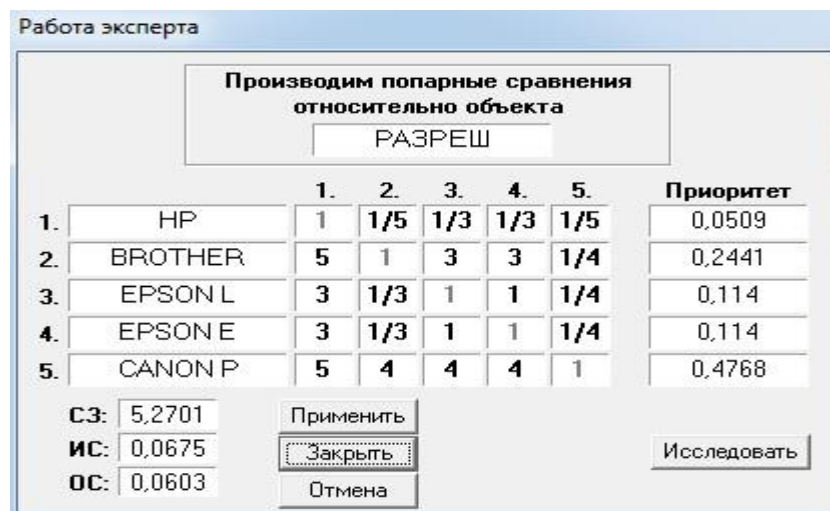 Работа эксперта
Производим попарные сравнения
относительно объекта
РАЗРЕШ
1. 2. 3. 4. 5. Приоритет
1. HP 1 1/5 1/3 1/3 1/5 0,0509
2. BROTHER 5 1 3 3 1/4 0,2441
3. EPSON L 3 1/3 1 1 1/4 0,114
4. EPSON E 3 1/3 1 1 1/4 0,114
5. CANON P 5 4 4 4 1 0,4768
СЗ: 5,2701 Применить
ИС: 0,0675 Закрыть Исследовать
ОС: 0,0603 Отмена